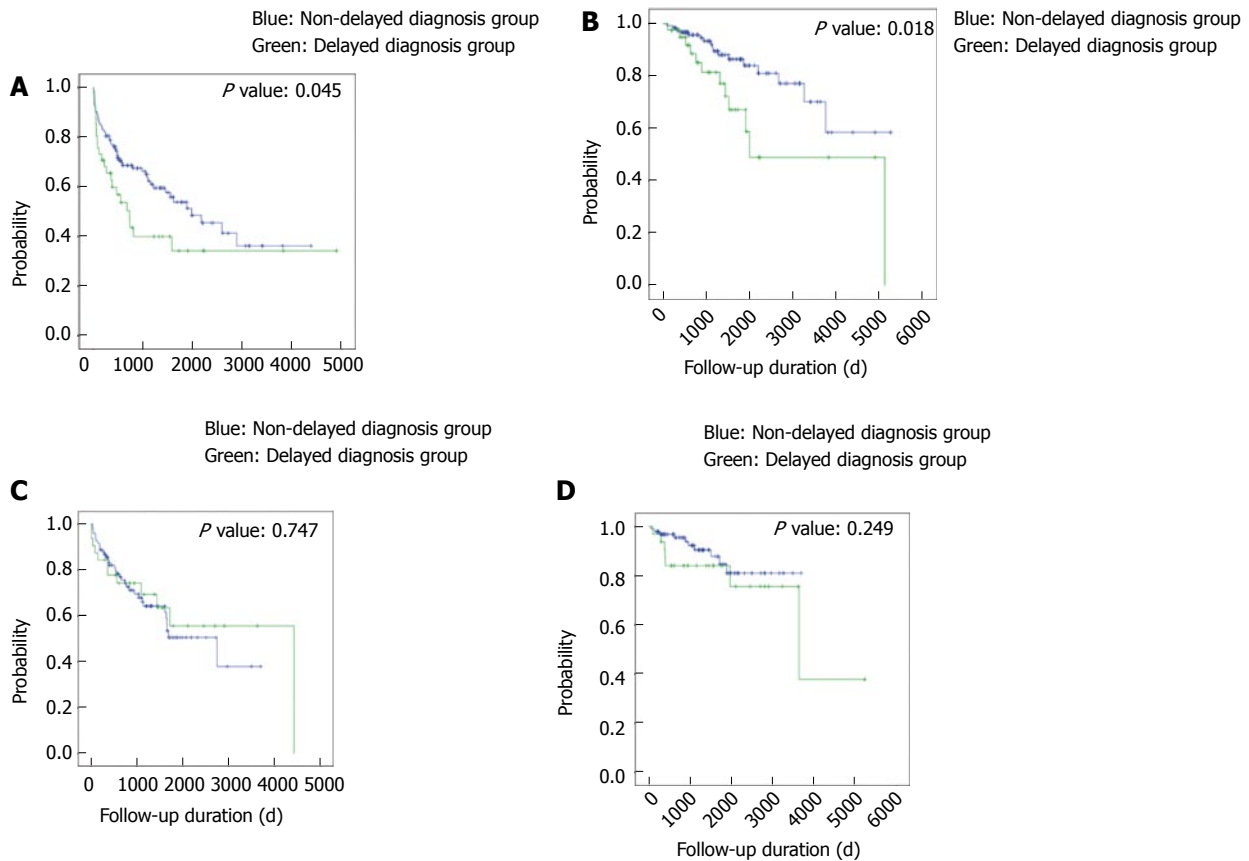 Blue: Non-delayed diagnosis group
Green: Delayed diagnosis group
A
P value: 0.045
1.0
0.8
0.6
0.4
0.2
0.0
Probability
0 1000 2000 3000 4000 5000
Blue: Non-delayed diagnosis group
Green: Delayed diagnosis group
B
P value: 0.018
1.0
0.8
0.6
0.4
0.2
0.0
Probability
0 1000 2000 3000 4000 5000 6000
Follow-up duration (d)
Blue: Non-delayed diagnosis group
Green: Delayed diagnosis group
C
P value: 0.747
1.0
0.8
0.6
0.4
0.2
0.0
Probability
0 1000 2000 3000 4000 5000
Follow-up duration (d)
Blue: Non-delayed diagnosis group
Green: Delayed diagnosis group
D
P value: 0.249
1.0
0.8
0.6
0.4
0.2
0.0
Probability
0 1000 2000 3000 4000 5000 6000
Follow-up duration (d)